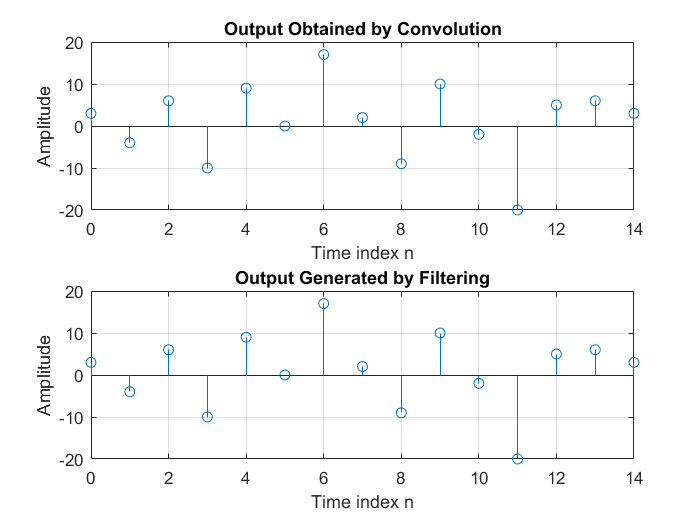 Output Obtained by Convolution
20
10
0
-10
-20
Amplitude
0 2 4 6 8 10 12 14
Time index n
Output Generated by Filtering
20
10
0
-10
-20
Amplitude
0 2 4 6 8 10 12 14
Time index n